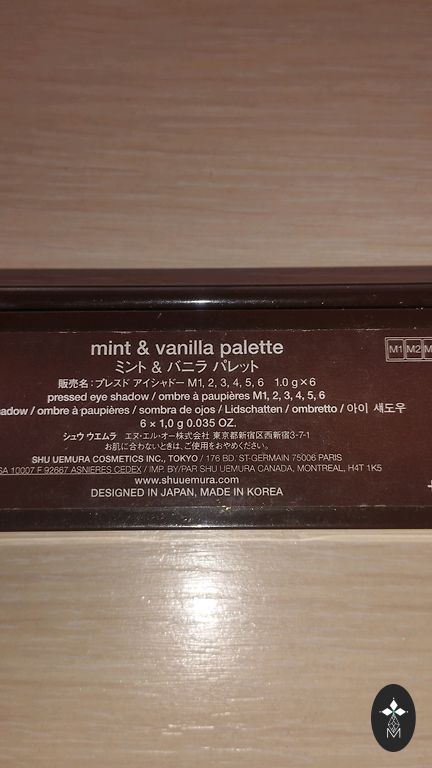 mint & vanilla palette
ミント & バニラ パレット
販売名：プレスド アイシャドー M1, 2, 3, 4, 5, 6 1.0 g×6
pressed eye shadow / ombre à paupières M1, 2, 3, 4, 5, 6
adow / ombre à paupières / sombra de ojos / Lidschatten / ombretto / 아이 섀도우
6 x 1,0 g 0.035 OZ.
シュウ ウエムラ エヌ・エル・オー株式会社 東京都新宿区西新宿3-7-1
お肌に合わないときは、ご使用をおやめください。
SHU UEMURA COSMETICS INC., TOKYO / 176 BD. ST-GERMAIN 75006 PARIS
SA 10007 F 92667 ASNIERES CEDEX / IMP. BY/PAR SHU UEMURA CANADA, MONTREAL, H4T 1K5
www.shuuemura.com
DESIGNED IN JAPAN, MADE IN KOREA
M1 M2 M
M